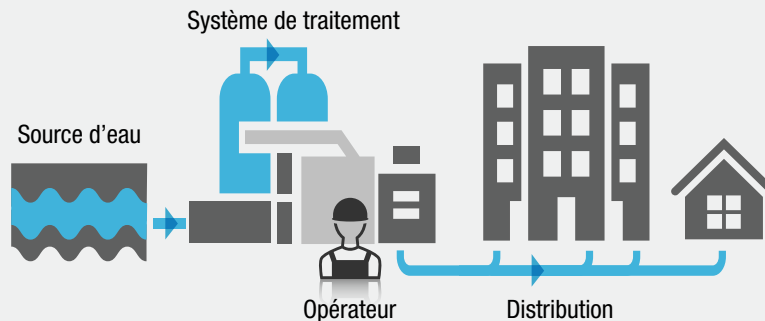 Système de traitement
Source d'eau
Opérateur
Distribution